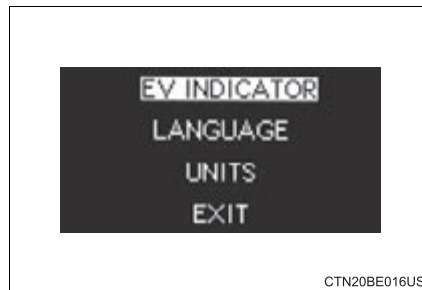 EV INDICATOR
LANGUAGE
UNITS
EXIT
CTN20BE016US